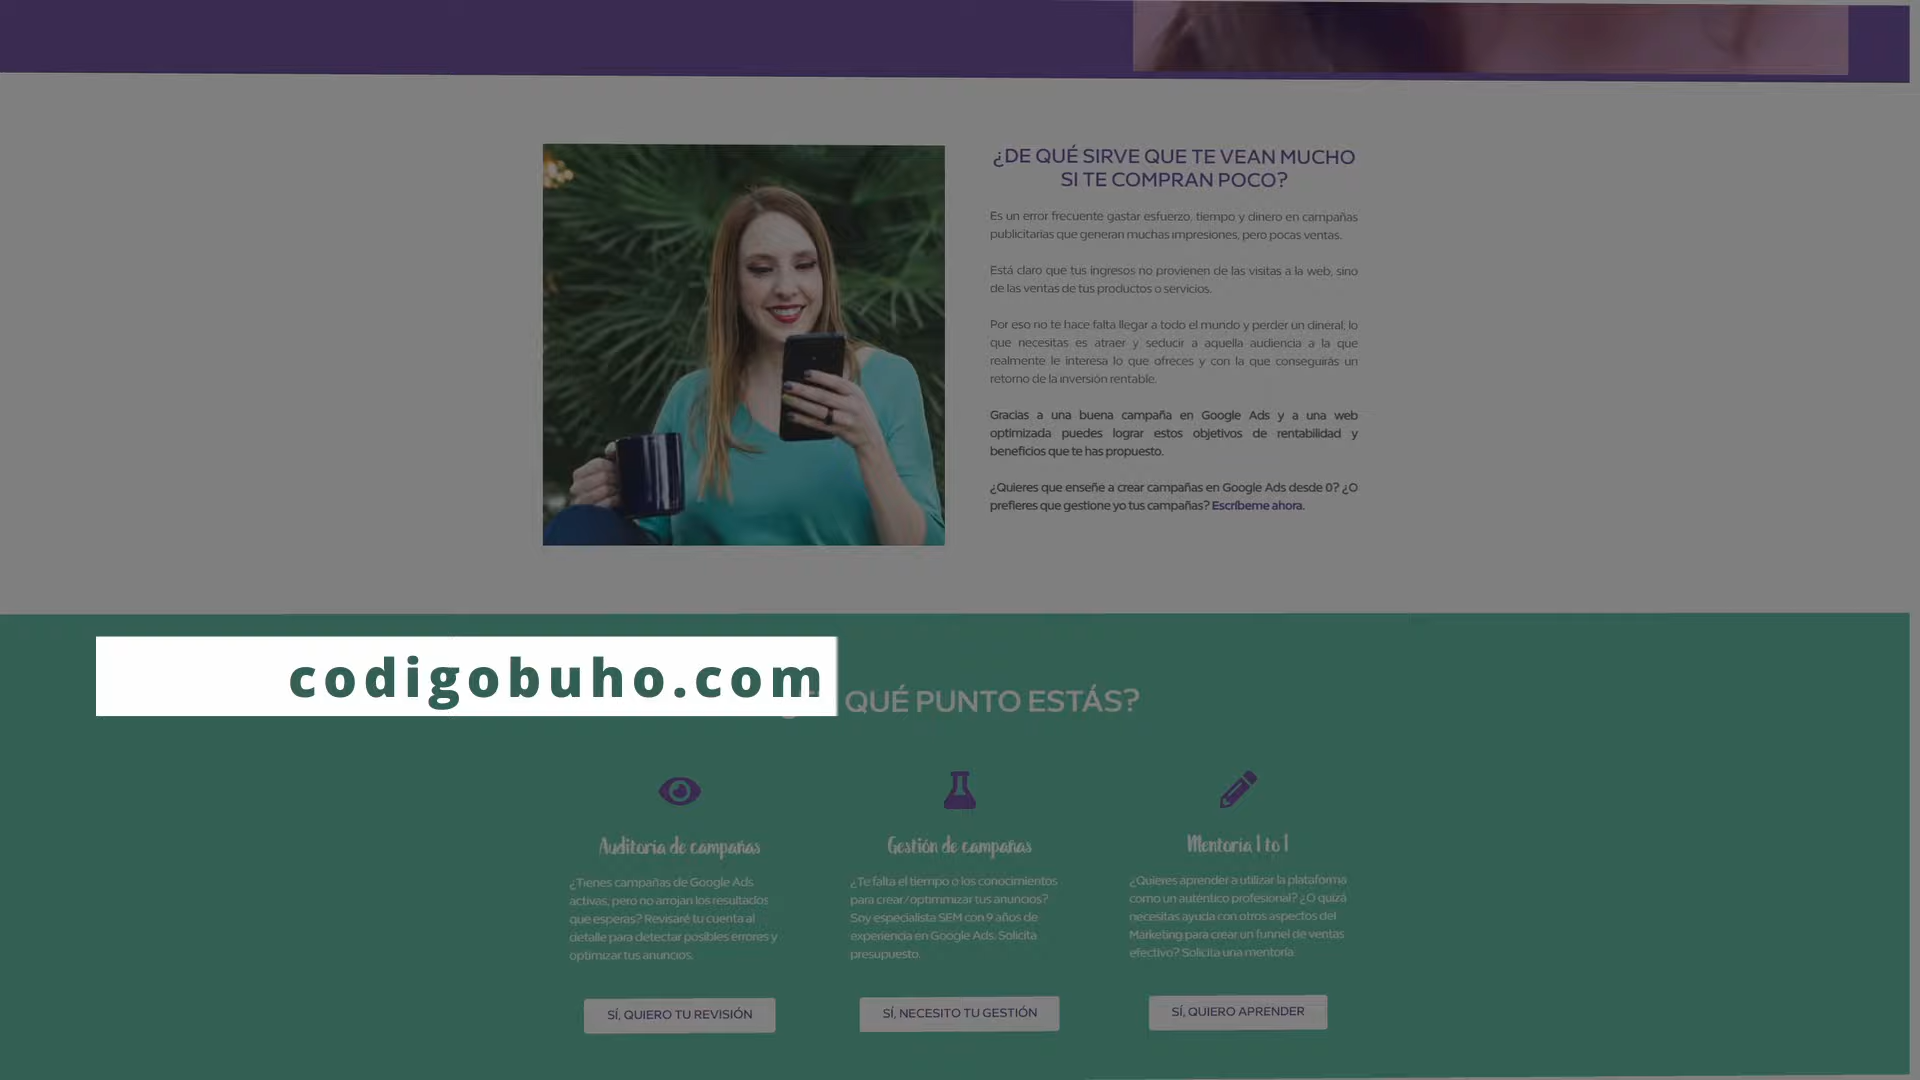 ¿DE QUÉ SIRVE QUE TE VEAN MUCHO
SI TE COMPRAN POCO?
Es un error frecuente gastar esfuerzo, tiempo y dinero en campañas
publicitarias que generan muchas impresiones, pero pocas ventas.
Está claro que tus ingresos no provienen de las visitas a la web, sino
de las ventas de tus productos o servicios.
Por eso no te hace falta llegar a todo el mundo y perder un dineral, lo
que necesitas es atraer y seducir a aquella audiencia a la que
realmente le interesa lo que ofreces y con la que conseguirás un
retorno de la inversión rentable.
Gracias a una buena campaña en Google Ads y a una web
optimizada puedes lograr estos objetivos de rentabilidad y
beneficios que te has propuesto.
¿Quieres que enseñe a crear campañas en Google Ads desde 0? ¿O
prefieres que gestione yo tus campañas? Escríbeme ahora.
codigobuho.com
QUÉ PUNTO ESTÁS?
Auditoría de campañas
¿Tienes campañas de Google Ads
activas, pero no arrojan los resultados
que esperas? Revisaré tu cuenta al
detalle para detectar posibles errores y
optimizar tus anuncios.
SÍ, QUIERO TU REVISIÓN
Gestión de campañas
¿Te falta el tiempo o los conocimientos
para crear/optimmizar tus anuncios?
Soy especialista SEM con 9 años de
experiencia en Google Ads. Solicita
presupuesto.
SÍ, NECESITO TU GESTIÓN
Mentoría 1 to 1
¿Quieres aprender a utilizar la plataforma
como un auténtico profesional? ¿O quizá
necesitas ayuda con otros aspectos del
Marketing para crear un funnel de ventas
efectivo? Solicita una mentoría.
SÍ, QUIERO APRENDER